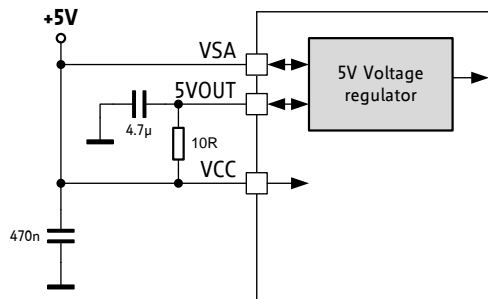 +5V
VSA
5V Voltage
regulator
5VOUT
4.7µ
10R
VCC
470n